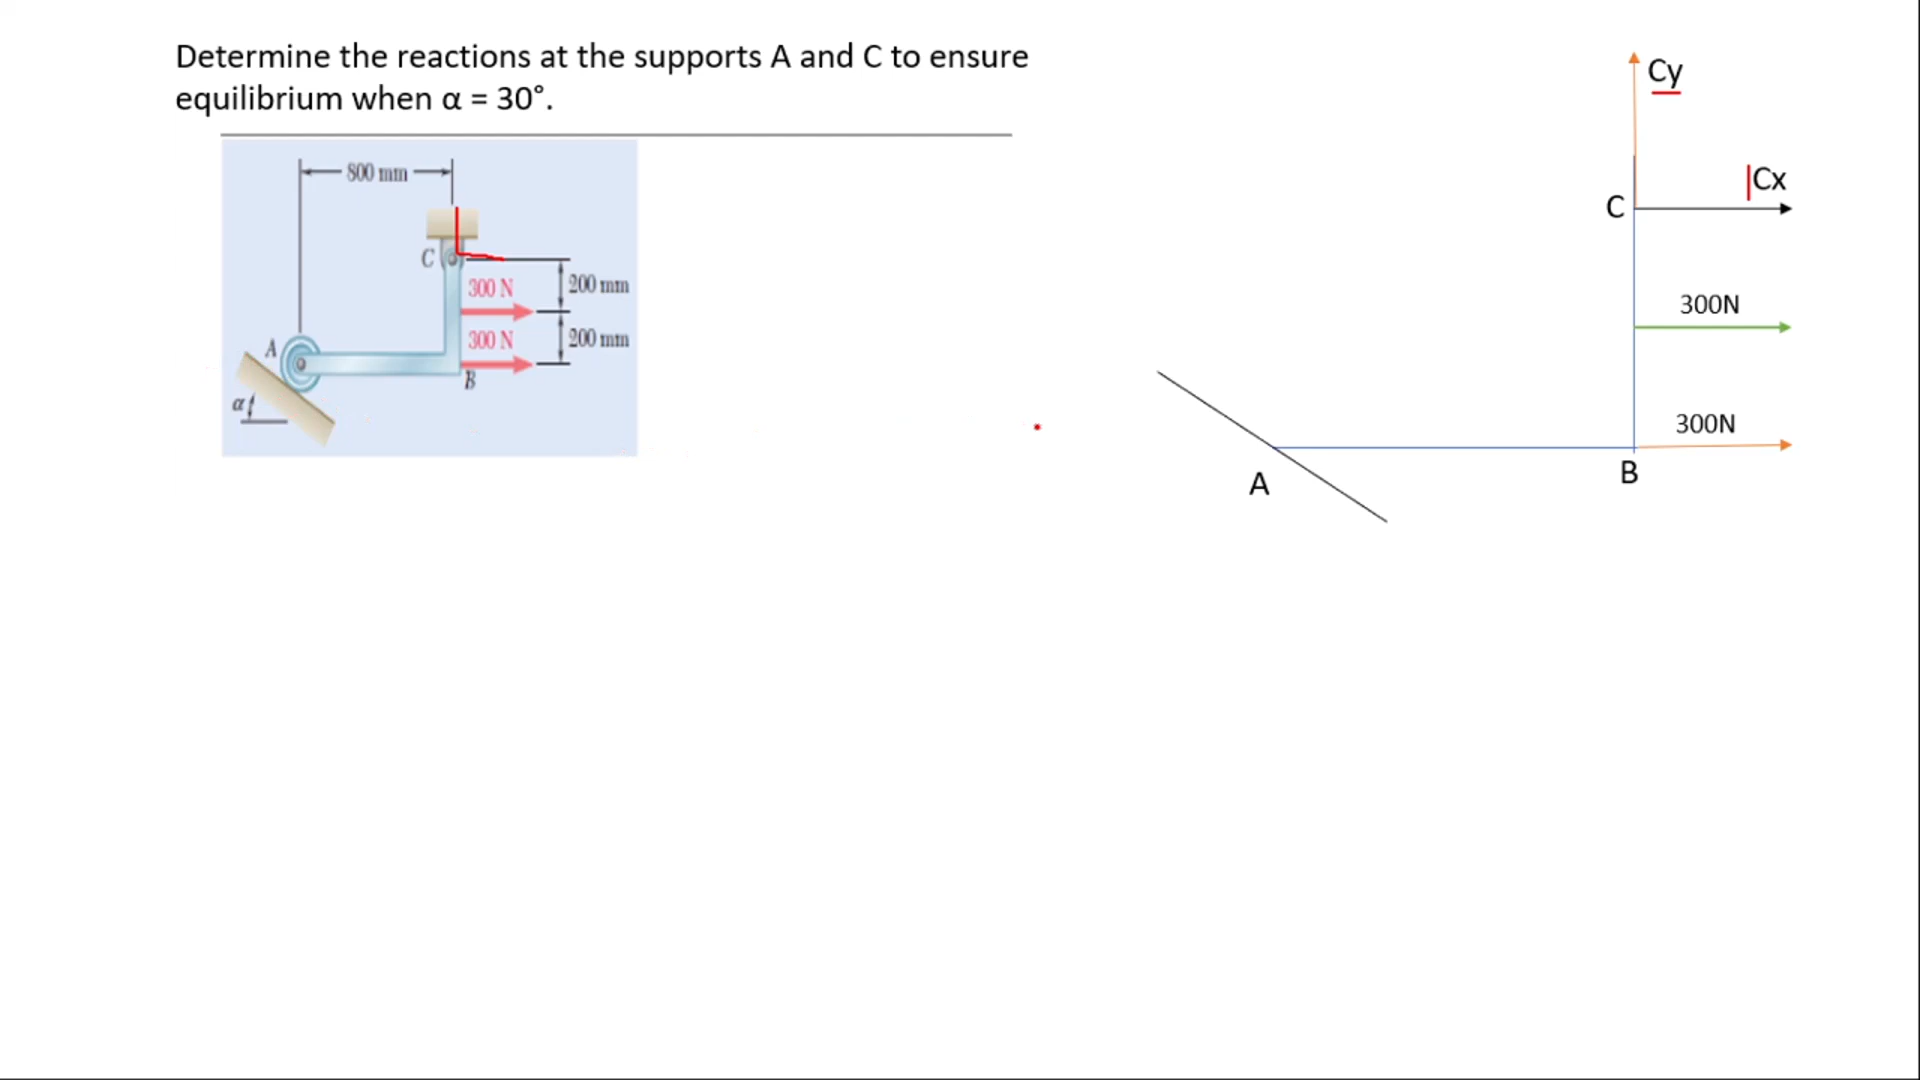 Determine the reactions at the supports A and C to ensure
equilibrium when α = 30°.
800 mm
C
300 N
200 mm
300 N
200 mm
A
B
α
Cy
Cx
C
300N
300N
A
B